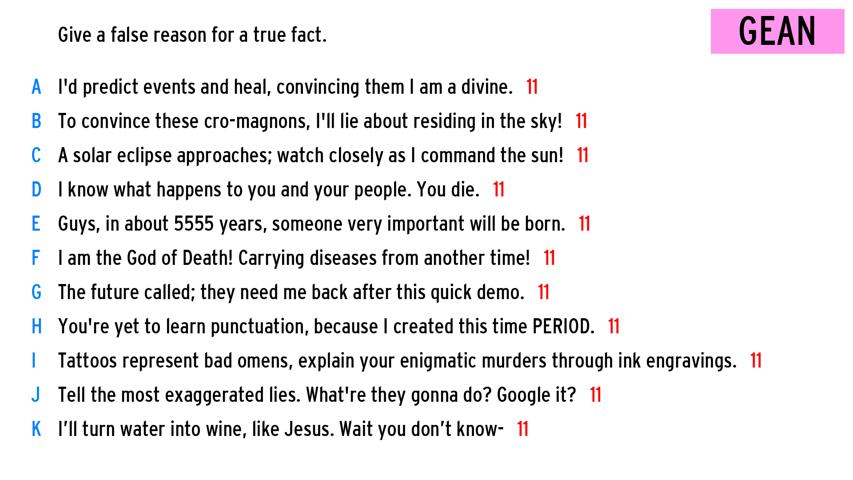 Give a false reason for a true fact.
GEAN
A I'd predict events and heal, convincing them I am a divine. 11
B To convince these cro-magnons, I'll lie about residing in the sky! 11
C A solar eclipse approaches; watch closely as I command the sun! 11
D I know what happens to you and your people. You die. 11
E Guys, in about 5555 years, someone very important will be born. 11
F I am the God of Death! Carrying diseases from another time! 11
G The future called; they need me back after this quick demo. 11
H You're yet to learn punctuation, because I created this time PERIOD. 11
I Tattoos represent bad omens, explain your enigmatic murders through ink engravings. 11
J Tell the most exaggerated lies. What're they gonna do? Google it? 11
K I’ll turn water into wine, like Jesus. Wait you don’t know- 11